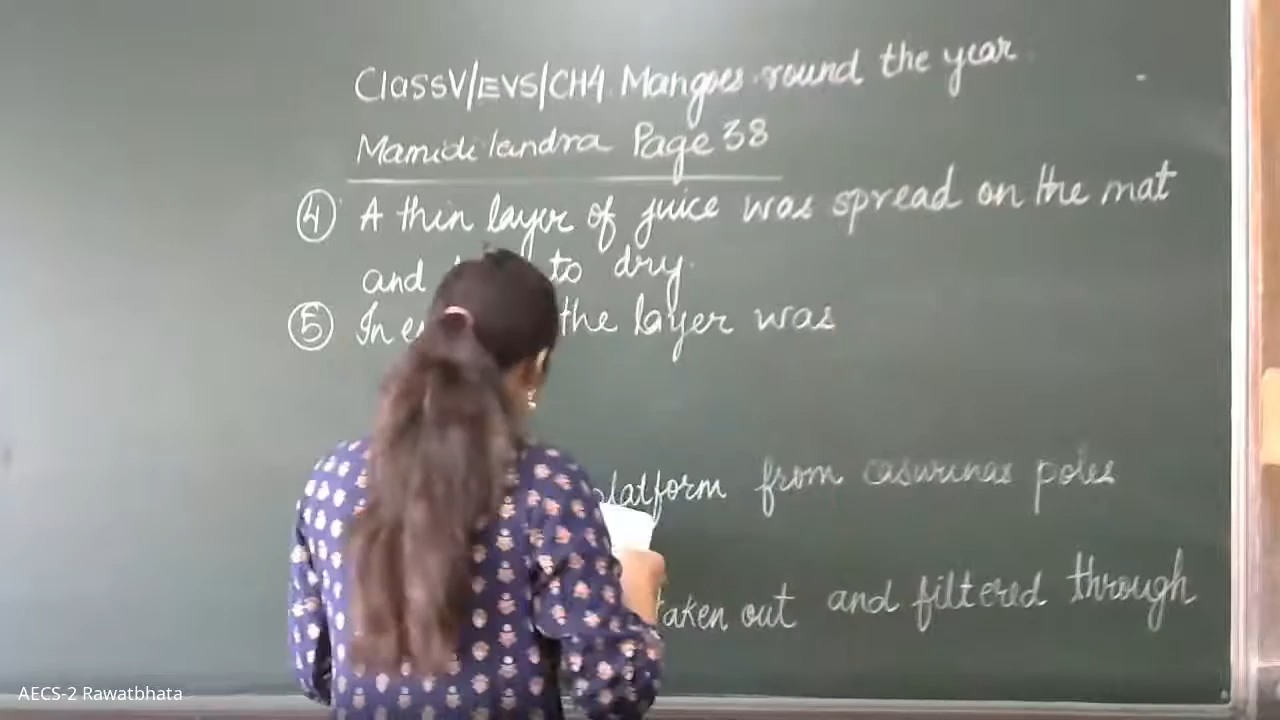 ClassV/EVS/CH4 Mangoes round the year
Mamidi tandra Page 38
④ A thin layer of juice was spread on the mat
and to dry.
⑤ In the layer was
platform from casurinas poles
taken out and filtered through
AECS-2 Rawatbhata